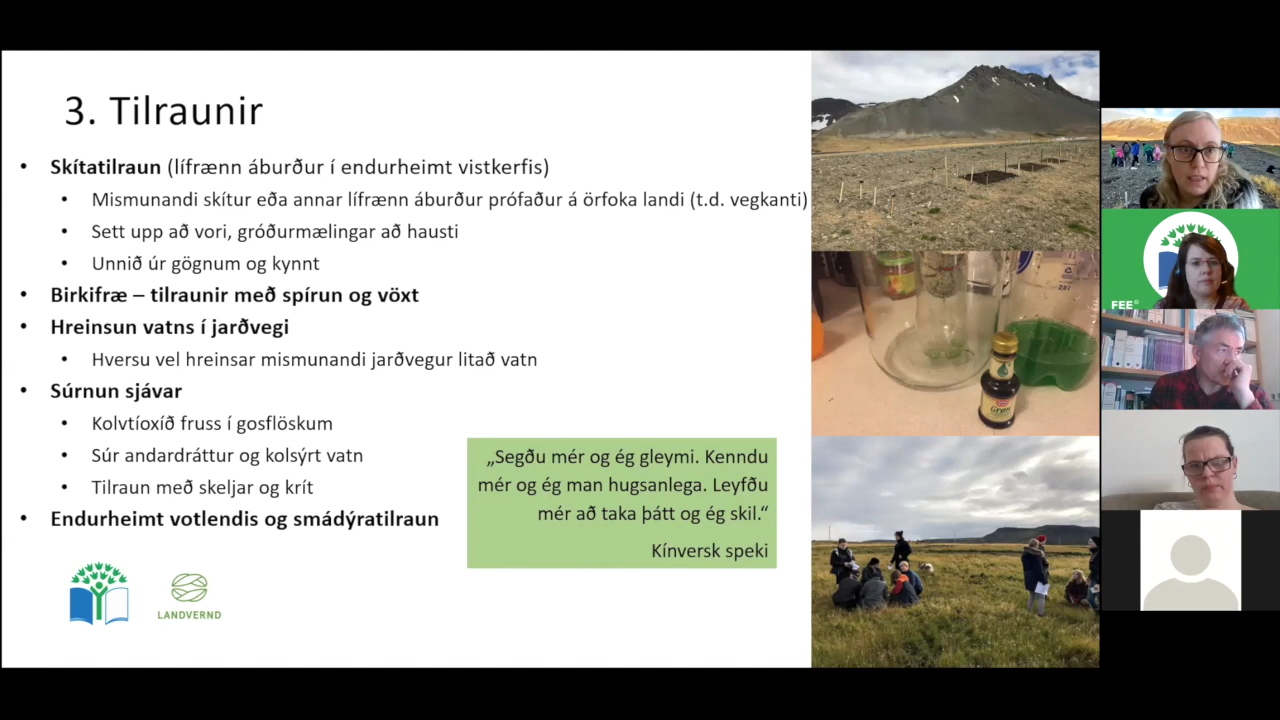 3. Tilraunir
• Skítatilraun (lífrænn áburður í endurheimt vistkerfis)
• Mismunandi skítur eða annar lífrænn áburður prófaður á örfoka landi (t.d. vegkanti)
• Sett upp að vori, gróðurmælingar að hausti
• Unnið úr gögnum og kynnt
• Birkifræ – tilraunir með spírun og vöxt
• Hreinsun vatns í jarðvegi
• Hversu vel hreinsar mismunandi jarðvegur litað vatn
• Súrnun sjávar
• Kolvtíoxíð fruss í gosflöskum
• Súr andardráttur og kolsýrt vatn
• Tilraun með skeljar og krít
• Endurheimt votlendis og smádýratilraun
„Segðu mér og ég gleymi. Kenndu
mér og ég man hugsanlega. Leyfðu
mér að taka þátt og ég skil.“
Kínversk speki
LANDVERND
Grøn
FEE©